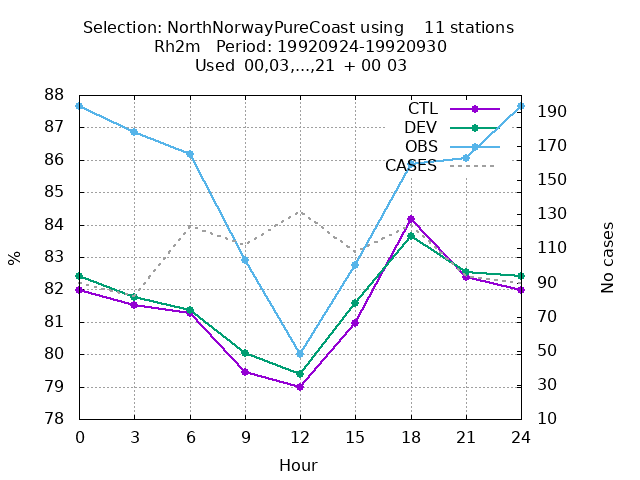 Selection: NorthNorwayPureCoast using 11 stations
Rh2m Period: 19920924-19920930
Used 00,03,...,21 + 00 03
CTL
DEV
OBS
CASES
88
87
86
85
84
83
82
81
80
79
78
190
170
150
130
110
90
70
50
30
10
%
No cases
0 3 6 9 12 15 18 21 24
Hour